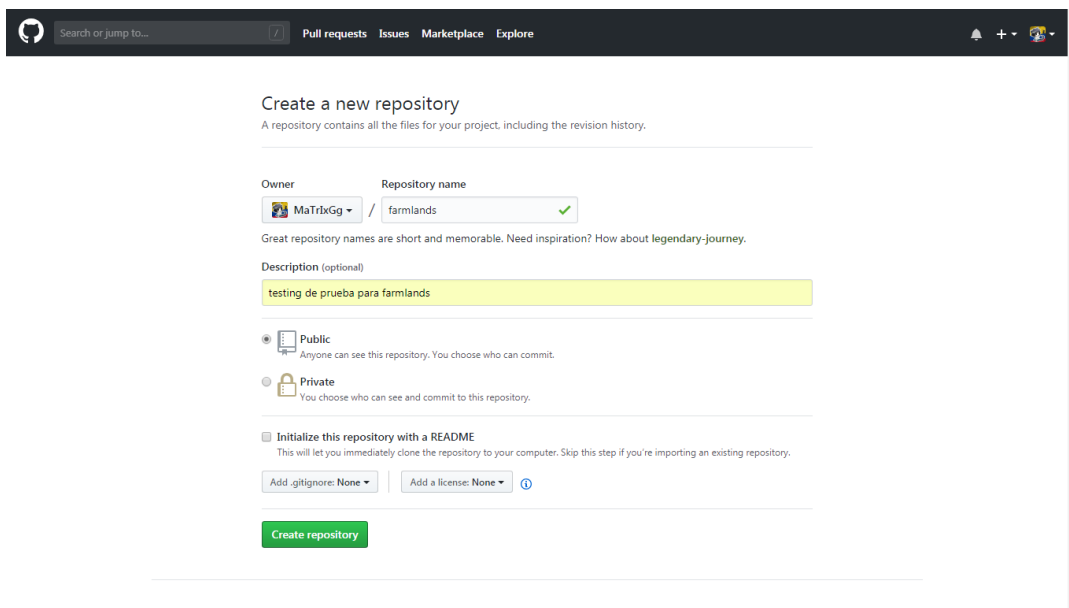 Search or jump to... /
Pull requests Issues Marketplace Explore
Create a new repository
A repository contains all the files for your project, including the revision history.
Owner Repository name
MaTrIxGg / farmlands
Great repository names are short and memorable. Need inspiration? How about legendary-journey.
Description (optional)
testing de prueba para farmlands
Public
Anyone can see this repository. You choose who can commit.
Private
You choose who can see and commit to this repository.
Initialize this repository with a README
This will let you immediately clone the repository to your computer. Skip this step if you're importing an existing repository.
Add .gitignore: None Add a license: None
Create repository